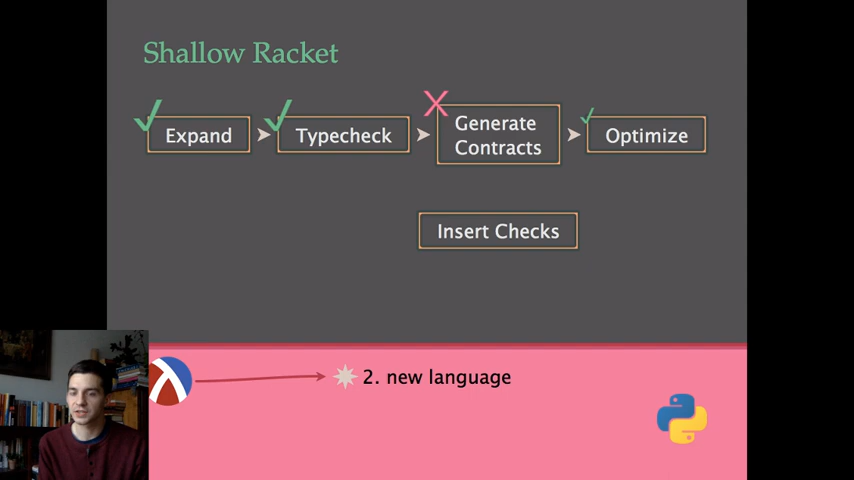 Shallow Racket
Expand
Typecheck
Generate
Contracts
Optimize
Insert Checks
2. new language